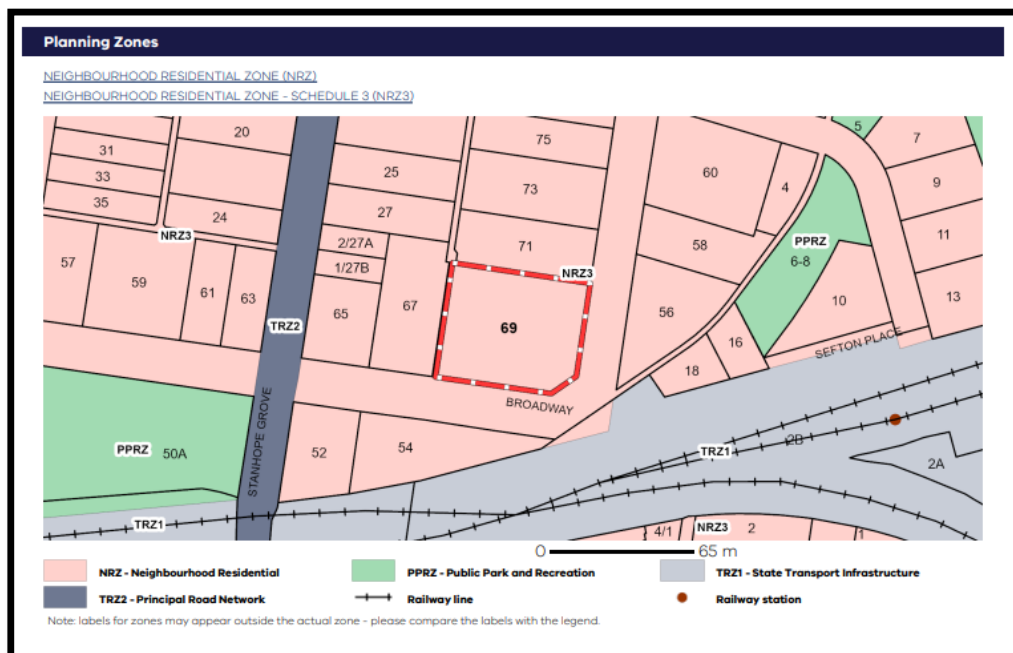 Planning Zones
NEIGHBOURHOOD RESIDENTIAL ZONE (NRZ)
NEIGHBOURHOOD RESIDENTIAL ZONE - SCHEDULE 3 (NRZ3)
20
31
33
35
24
NRZ3
57
59
61
63
TRZ2
25
27
2/27A
1/27B
65
67
75
73
71
NRZ3
69
BROADWAY
60
4
58
56
5
7
9
11
13
PPRZ
6-8
10
16
18
SEFTON PLACE
PPRZ
50A
STANHOPE GROVE
52
54
TRZ1
TRZ1
2B
2A
4/1
NRZ3
2
1
0 65 m
NRZ - Neighbourhood Residential
PPRZ - Public Park and Recreation
TRZ1 - State Transport Infrastructure
TRZ2 - Principal Road Network
Railway line
Railway station
Note: labels for zones may appear outside the actual zone - please compare the labels with the legend.